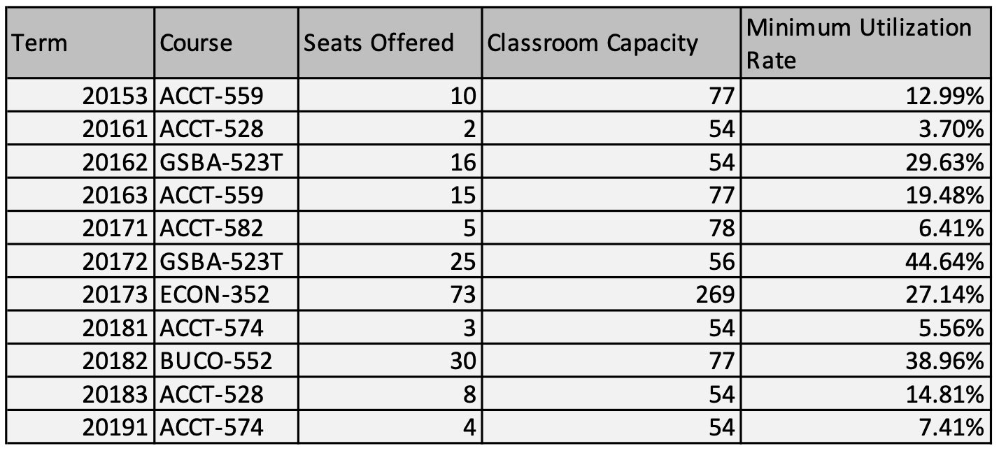 Term Course Seats Offered Classroom Capacity Minimum Utilization Rate
20153 ACCT-559 10 77 12.99%
20161 ACCT-528 2 54 3.70%
20162 GSBA-523T 16 54 29.63%
20163 ACCT-559 15 77 19.48%
20171 ACCT-582 5 78 6.41%
20172 GSBA-523T 25 56 44.64%
20173 ECON-352 73 269 27.14%
20181 ACCT-574 3 54 5.56%
20182 BUCO-552 30 77 38.96%
20183 ACCT-528 8 54 14.81%
20191 ACCT-574 4 54 7.41%